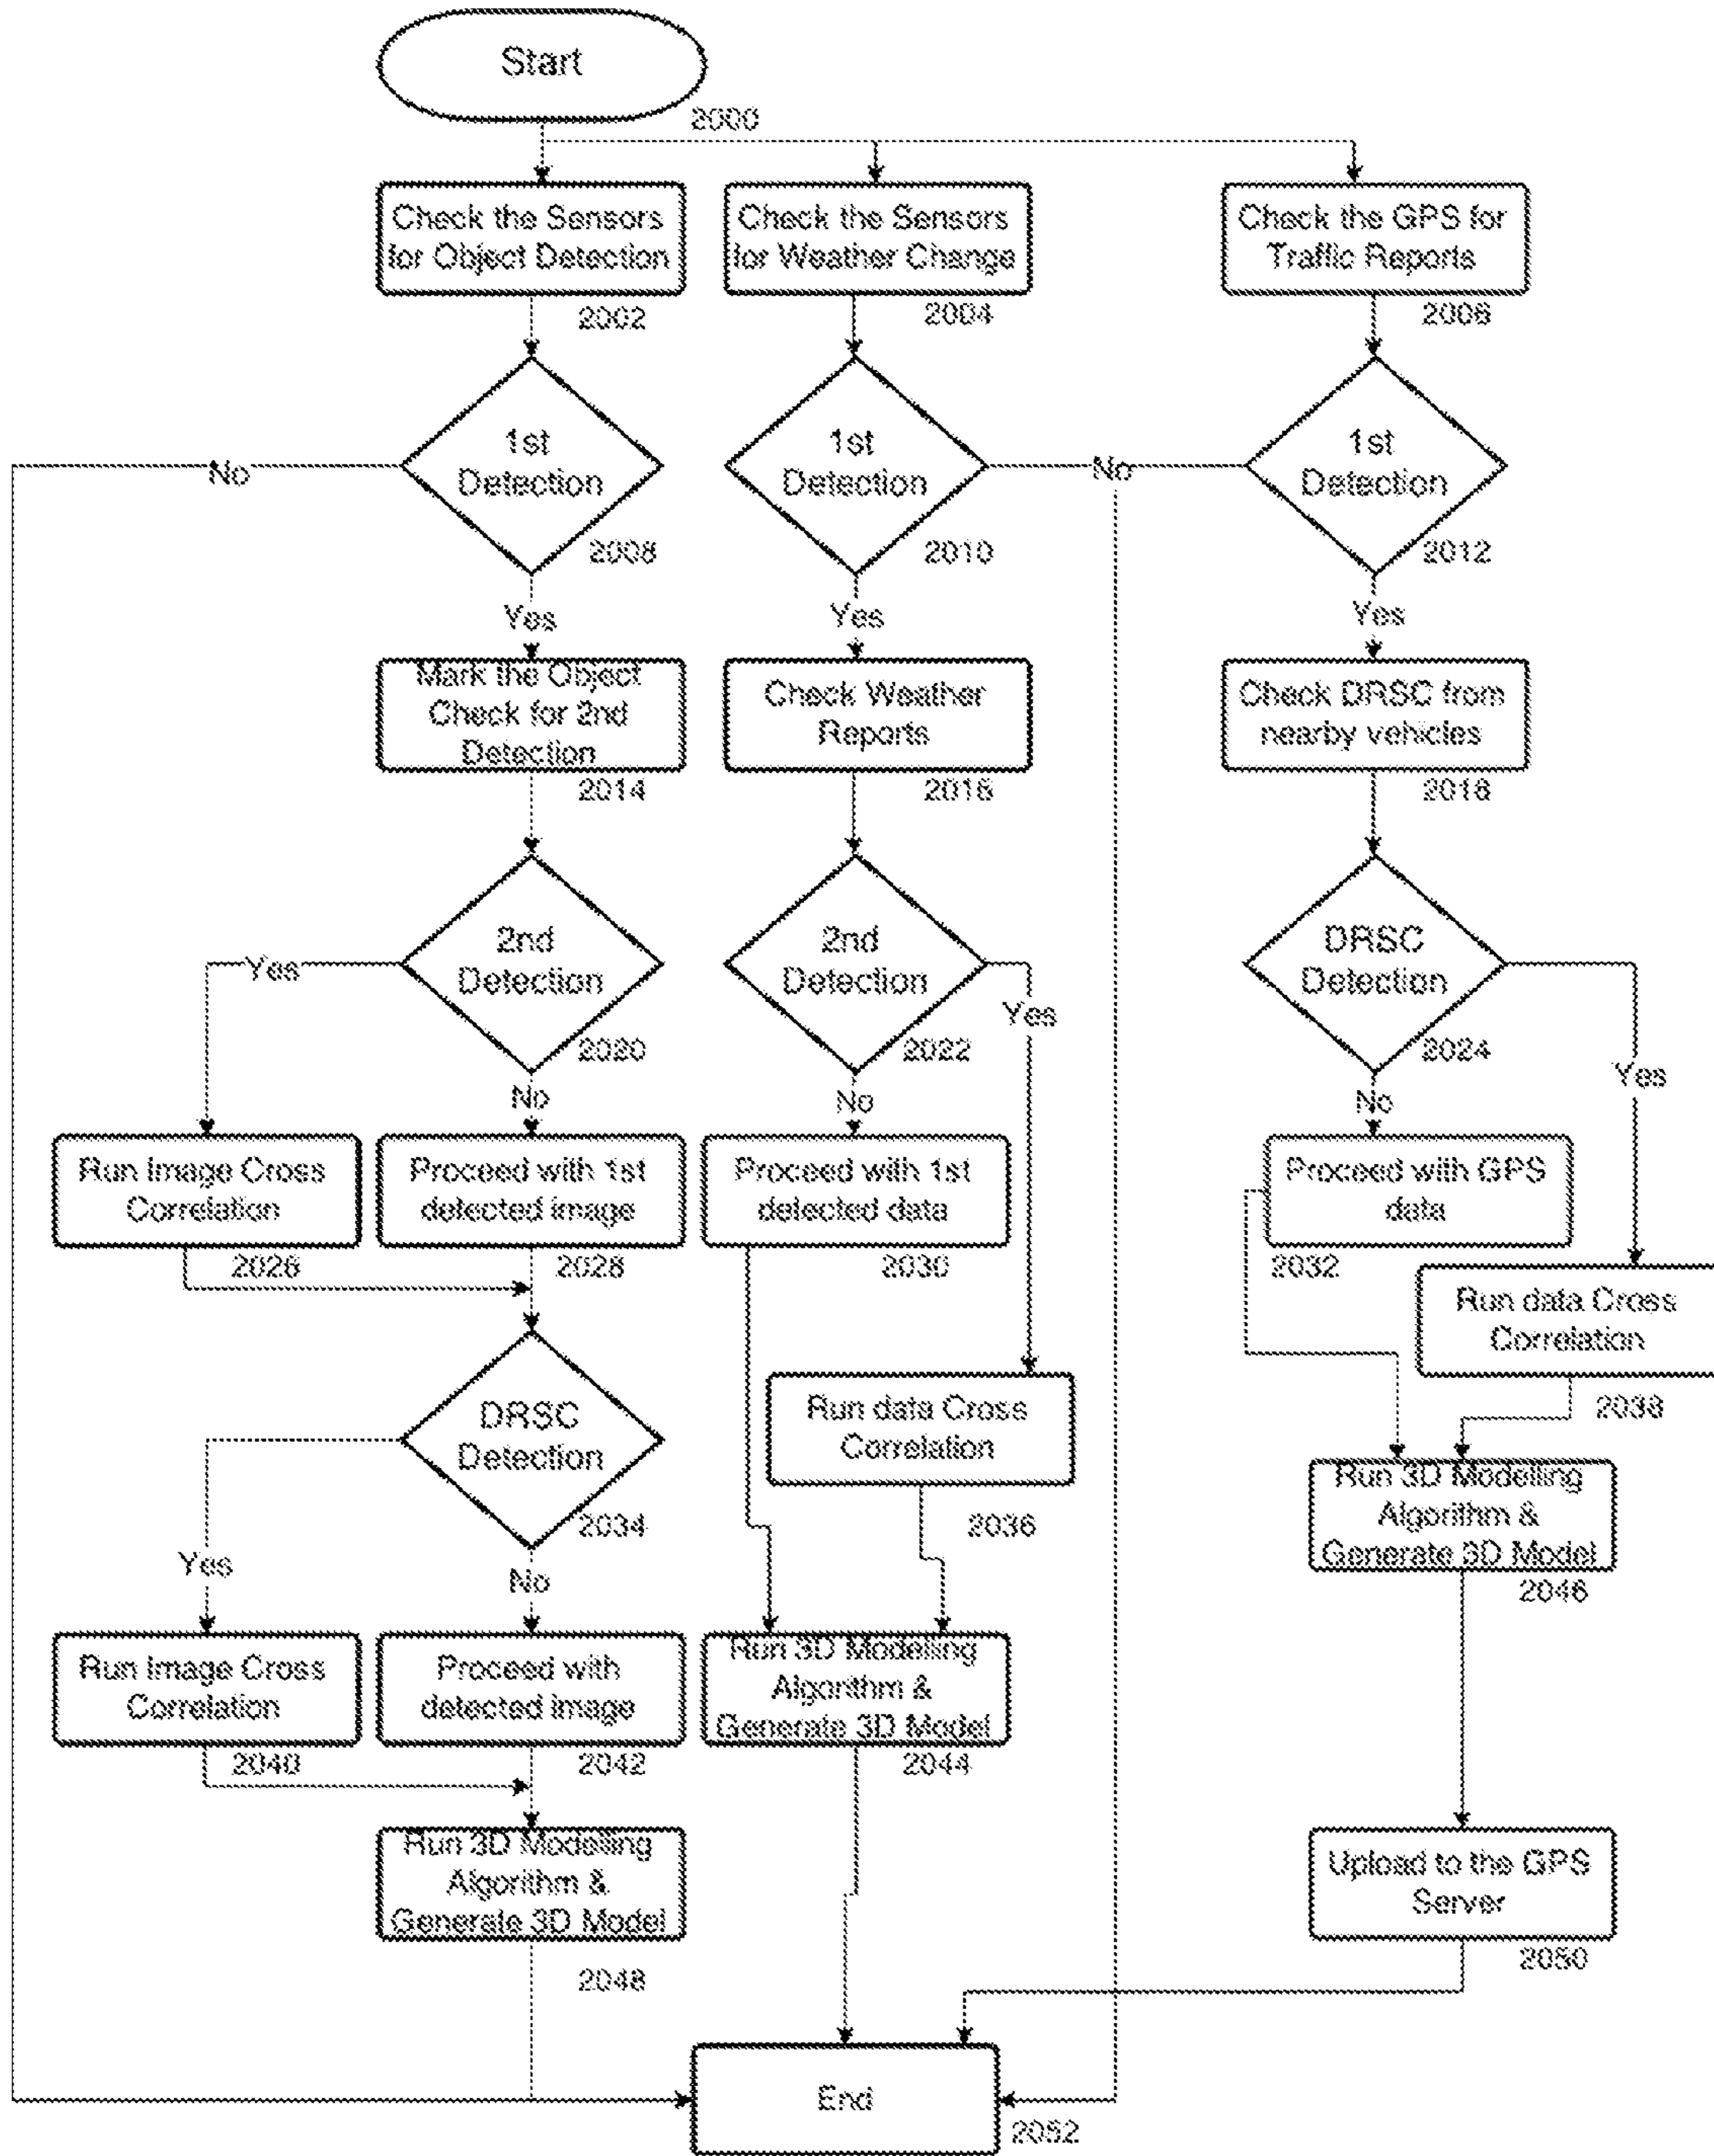 Start
2000
Check the Sensors
for Object Detection
2002
Check the Sensors
for Weather Change
2004
Check the GPS for
Traffic Reports
2006
1st
Detection
2008
No
1st
Detection
2010
No
1st
Detection
2012
Yes
Yes
Yes
Mark the Object
Check for 2nd
Detection
2014
Check Weather
Reports
2016
Check DRSC from
nearby vehicles
2018
2nd
Detection
2020
Yes
2nd
Detection
2022
Yes
DRSC
Detection
2024
Yes
No
No
No
Run Image Cross
Correlation
2026
Proceed with 1st
detected image
2028
Proceed with 1st
detected data
2030
Proceed with GPS
data
2032
Run data Cross
Correlation
2038
DRSC
Detection
2034
Run data Cross
Correlation
2036
Run 3D Modelling
Algorithm &
Generate 3D Model
2046
Yes
No
Run Image Cross
Correlation
2040
Proceed with
detected image
2042
Run 3D Modelling
Algorithm &
Generate 3D Model
2044
Run 3D Modelling
Algorithm &
Generate 3D Model
2048
Upload to the GPS
Server
2050
End
2052